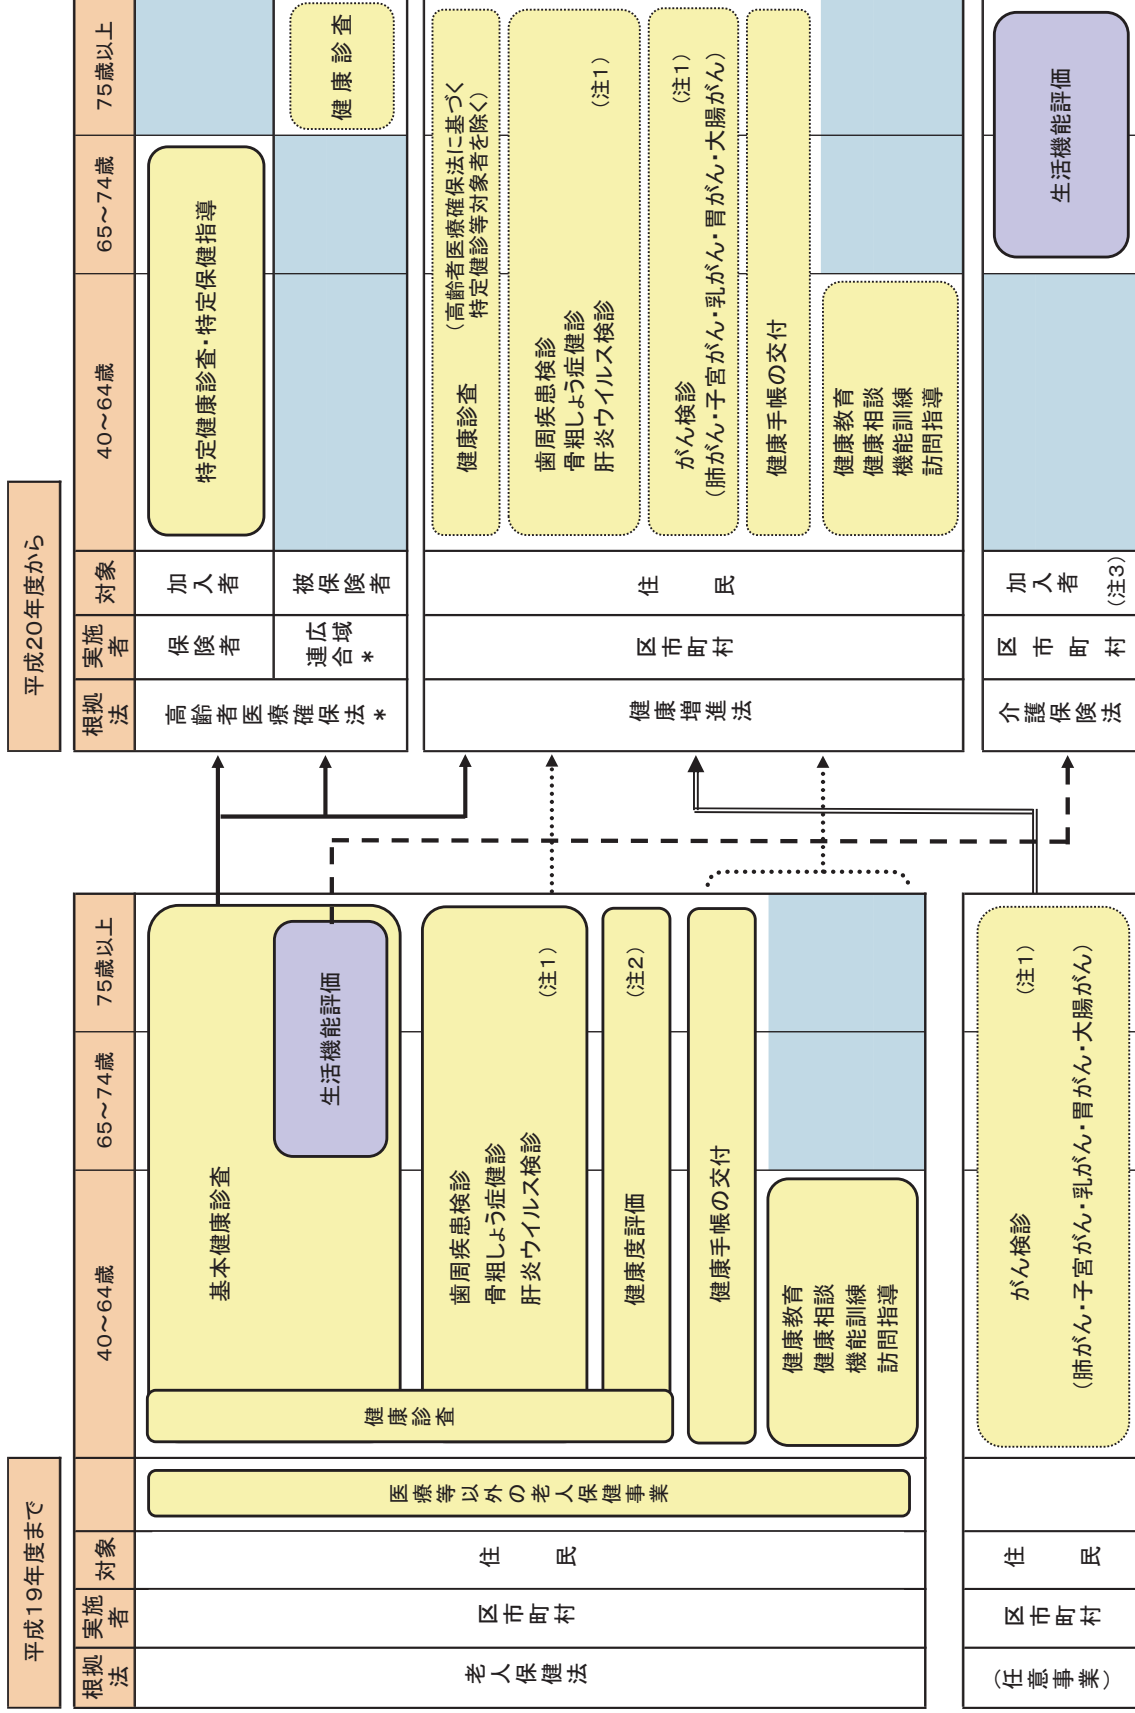 平成19年度まで
根拠法
実施者
対象
40～64歳
65～74歳
75歳以上
老人保健法
区市町村
住民
医療等以外の老人保健事業
健康診査
基本健康診査
生活機能評価
歯周疾患検診
骨粗しょう症健診
肝炎ウイルス検診
（注1）
健康度評価
（注2）
健康手帳の交付
健康教育
健康相談
機能訓練
訪問指導
（任意事業）
区市町村
住民
がん検診
（注1）
（肺がん・子宮がん・乳がん・胃がん・大腸がん）
平成20年度から
根拠法
実施者
対象
40～64歳
65～74歳
75歳以上
高齢者医療確保法＊
保険者
加入者
特定健康診査・特定保健指導
広域
連合＊
被保険者
健康診査
健康増進法
区市町村
住民
健康診査
（高齢者医療確保法に基づく
特定健診等対象者を除く）
歯周疾患検診
骨粗しょう症健診
肝炎ウイルス検診
（注1）
がん検診
（注1）
（肺がん・子宮がん・乳がん・胃がん・大腸がん）
健康手帳の交付
健康教育
健康相談
機能訓練
訪問指導
介護保険法
区市町村
加入者
（注3）
生活機能評価